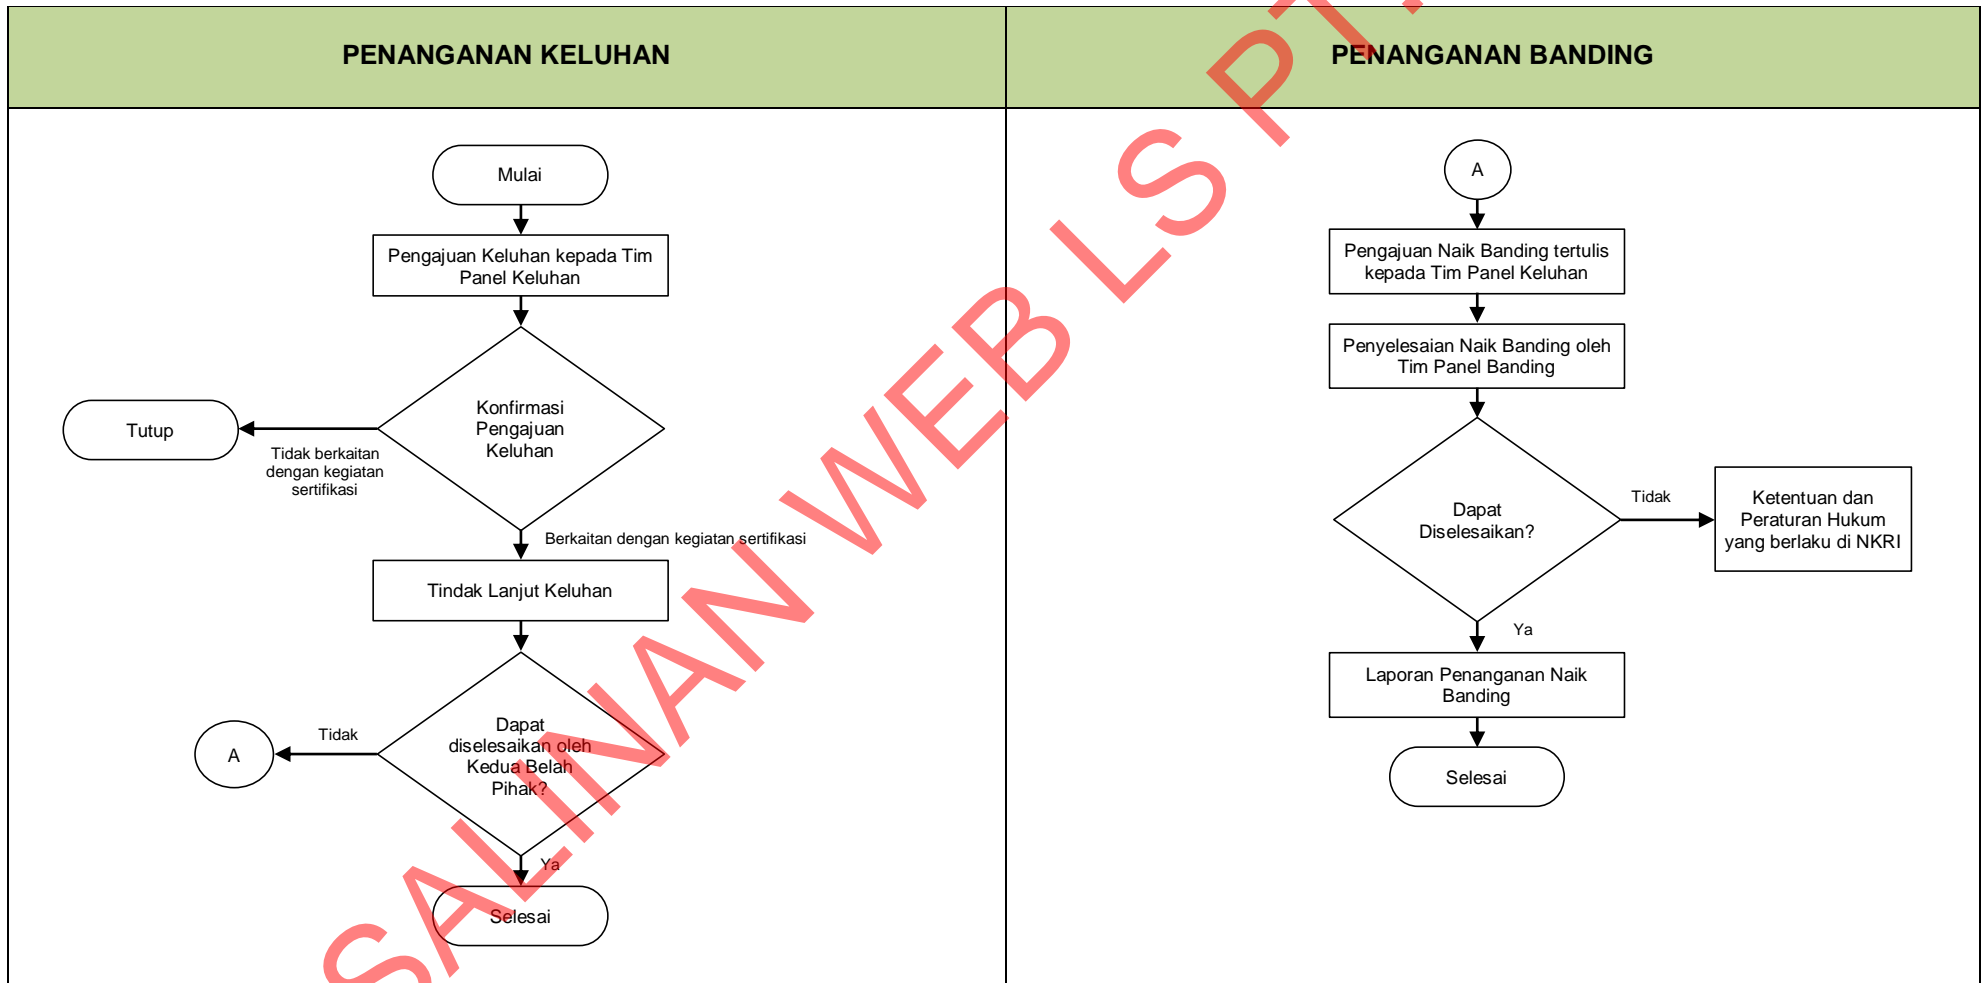 PENANGANAN KELUHAN
PENANGANAN BANDING
Mulai
Pengajuan Keluhan kepada Tim
Panel Keluhan
Konfirmasi
Pengajuan
Keluhan
Tutup
Tidak berkaitan
dengan kegiatan
sertifikasi
Berkaitan dengan kegiatan sertifikasi
Tindak Lanjut Keluhan
Dapat
diselesaikan oleh
Kedua Belah
Pihak?
Tidak
A
Ya
Selesai
A
Pengajuan Naik Banding tertulis
kepada Tim Panel Keluhan
Penyelesaian Naik Banding oleh
Tim Panel Banding
Dapat
Diselesaikan?
Tidak
Ketentuan dan
Peraturan Hukum
yang berlaku di NKRI
Ya
Laporan Penanganan Naik
Banding
Selesai
SALINAN WEB LS PT.